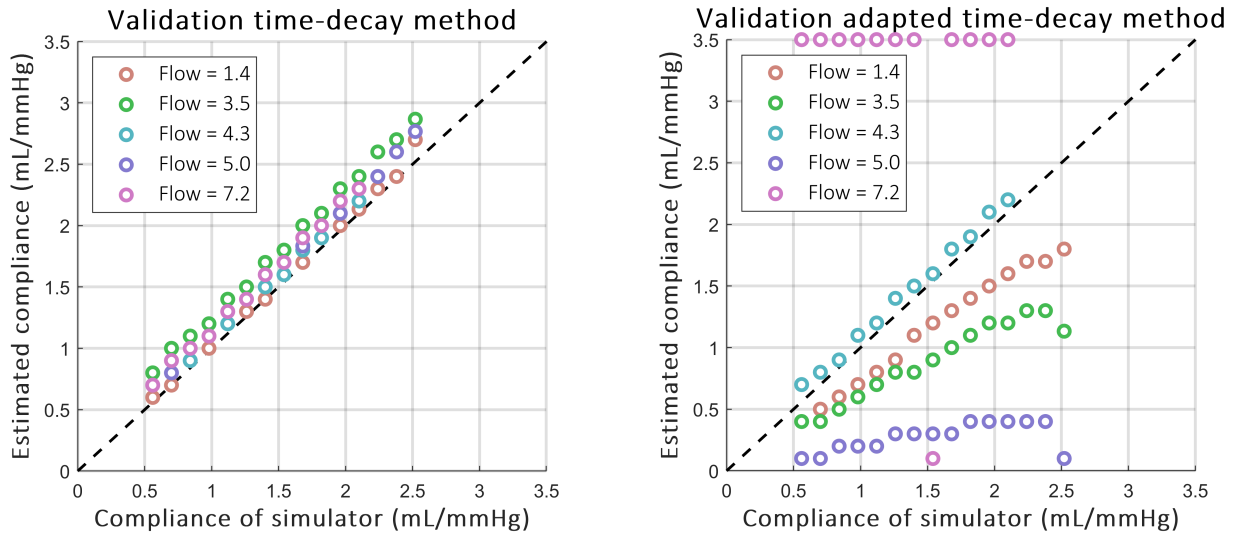 Validation time-decay method
Estimated compliance (mL/mmHg)
3.5
3
2.5
2
1.5
1
0.5
0
Flow = 1.4
Flow = 3.5
Flow = 4.3
Flow = 5.0
Flow = 7.2
0 0.5 1 1.5 2 2.5 3 3.5
Compliance of simulator (mL/mmHg)
Validation adapted time-decay method
Estimated compliance (mL/mmHg)
3.5
3
2.5
2
1.5
1
0.5
0
Flow = 1.4
Flow = 3.5
Flow = 4.3
Flow = 5.0
Flow = 7.2
0 0.5 1 1.5 2 2.5 3 3.5
Compliance of simulator (mL/mmHg)